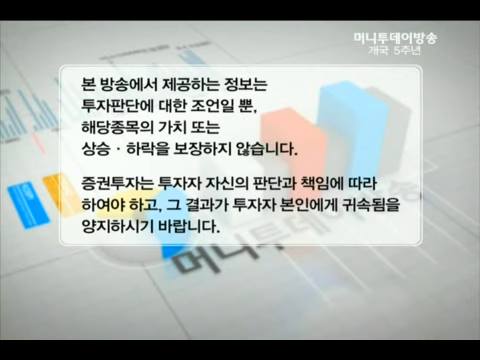 머니투데이방송
개국 5주년
본 방송에서 제공하는 정보는
투자판단에 대한 조언일 뿐,
해당종목의 가치 또는
상승 · 하락을 보장하지 않습니다.
증권투자는 투자자 자신의 판단과 책임에 따라
하여야 하고, 그 결과가 투자자 본인에게 귀속됨을
양지하시기 바랍니다.
머니투데이